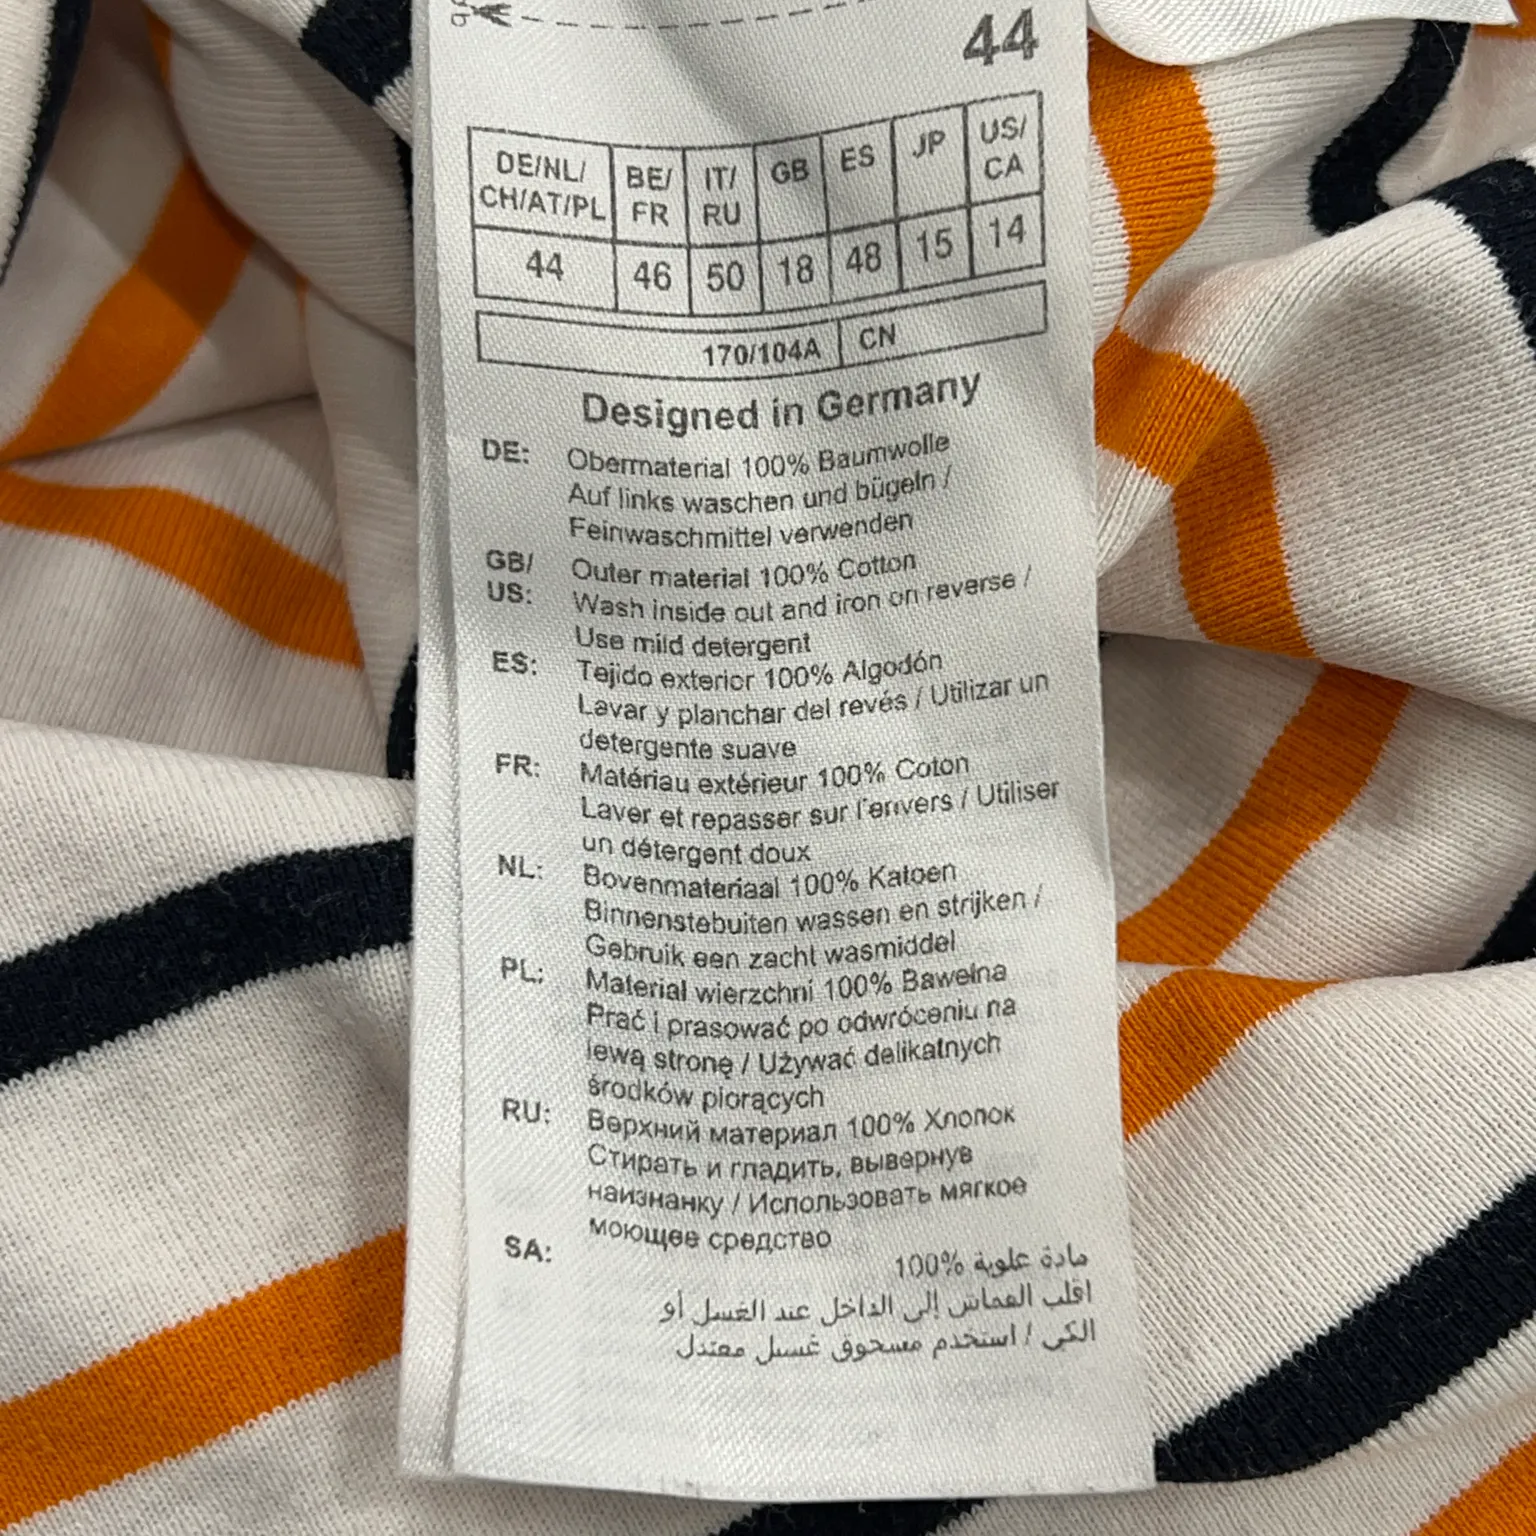 44
DE/NL/ CH/AT/PL BE/ FR IT/ RU GB ES JP US/ CA
44 46 50 18 48 15 14
170/104A CN
Designed in Germany
DE: Obermaterial 100% Baumwolle
Auf links waschen und bügeln /
Feinwaschmittel verwenden
GB/ Outer material 100% Cotton
US: Wash inside out and iron on reverse /
Use mild detergent
ES: Tejido exterior 100% Algodón
Lavar y planchar del revés / Utilizar un
detergente suave
FR: Matériau extérieur 100% Coton
Laver et repasser sur l'envers / Utiliser
un détergent doux
NL: Bovenmateriaal 100% Katoen
Binnenstebuiten wassen en strijken /
Gebruik een zacht wasmiddel
PL: Materiał wierzchni 100% Bawełna
Prać i prasować po odwróceniu na
lewą stronę / Używać delikatnych
środków piorących
RU: Верхний материал 100% Хлопок
Стирать и гладить, вывернув
наизнанку / Использовать мягкое
моющее средство
SA: مادة علوية %100
اقلب القماش إلى الداخل عند الغسل أو
الكي / استخدم مسحوق غسيل معتدل